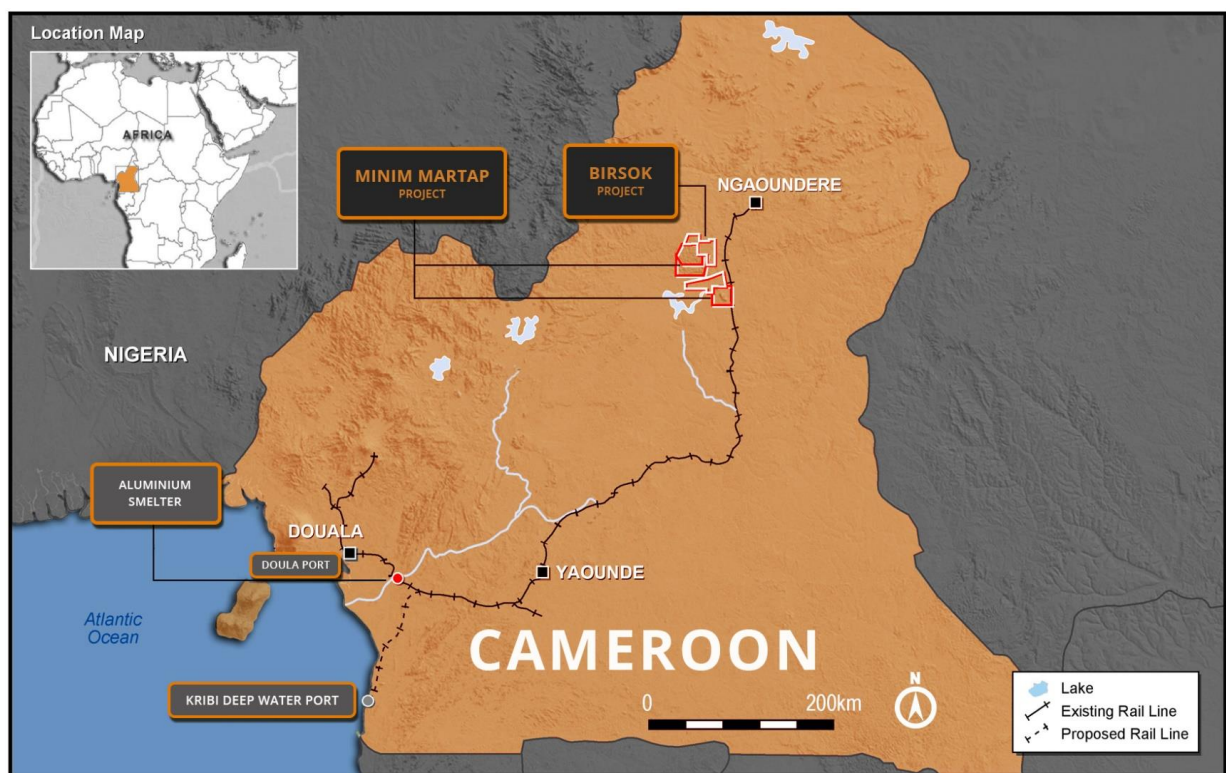 Location Map
AFRICA
MINIM MARTAP
PROJECT
BIRSOK
PROJECT
NGAOUNDERE
NIGERIA
ALUMINIUM
SMELTER
DOUALA
DOULA PORT
YAOUNDE
Atlantic
Ocean
CAMEROON
KRIBI DEEP WATER PORT
0 200km
N
Lake
Existing Rail Line
Proposed Rail Line